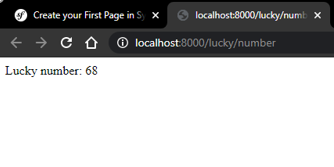 Create your First Page in Sy
localhost:8000/lucky/numb
localhost:8000/lucky/number
Lucky number: 68